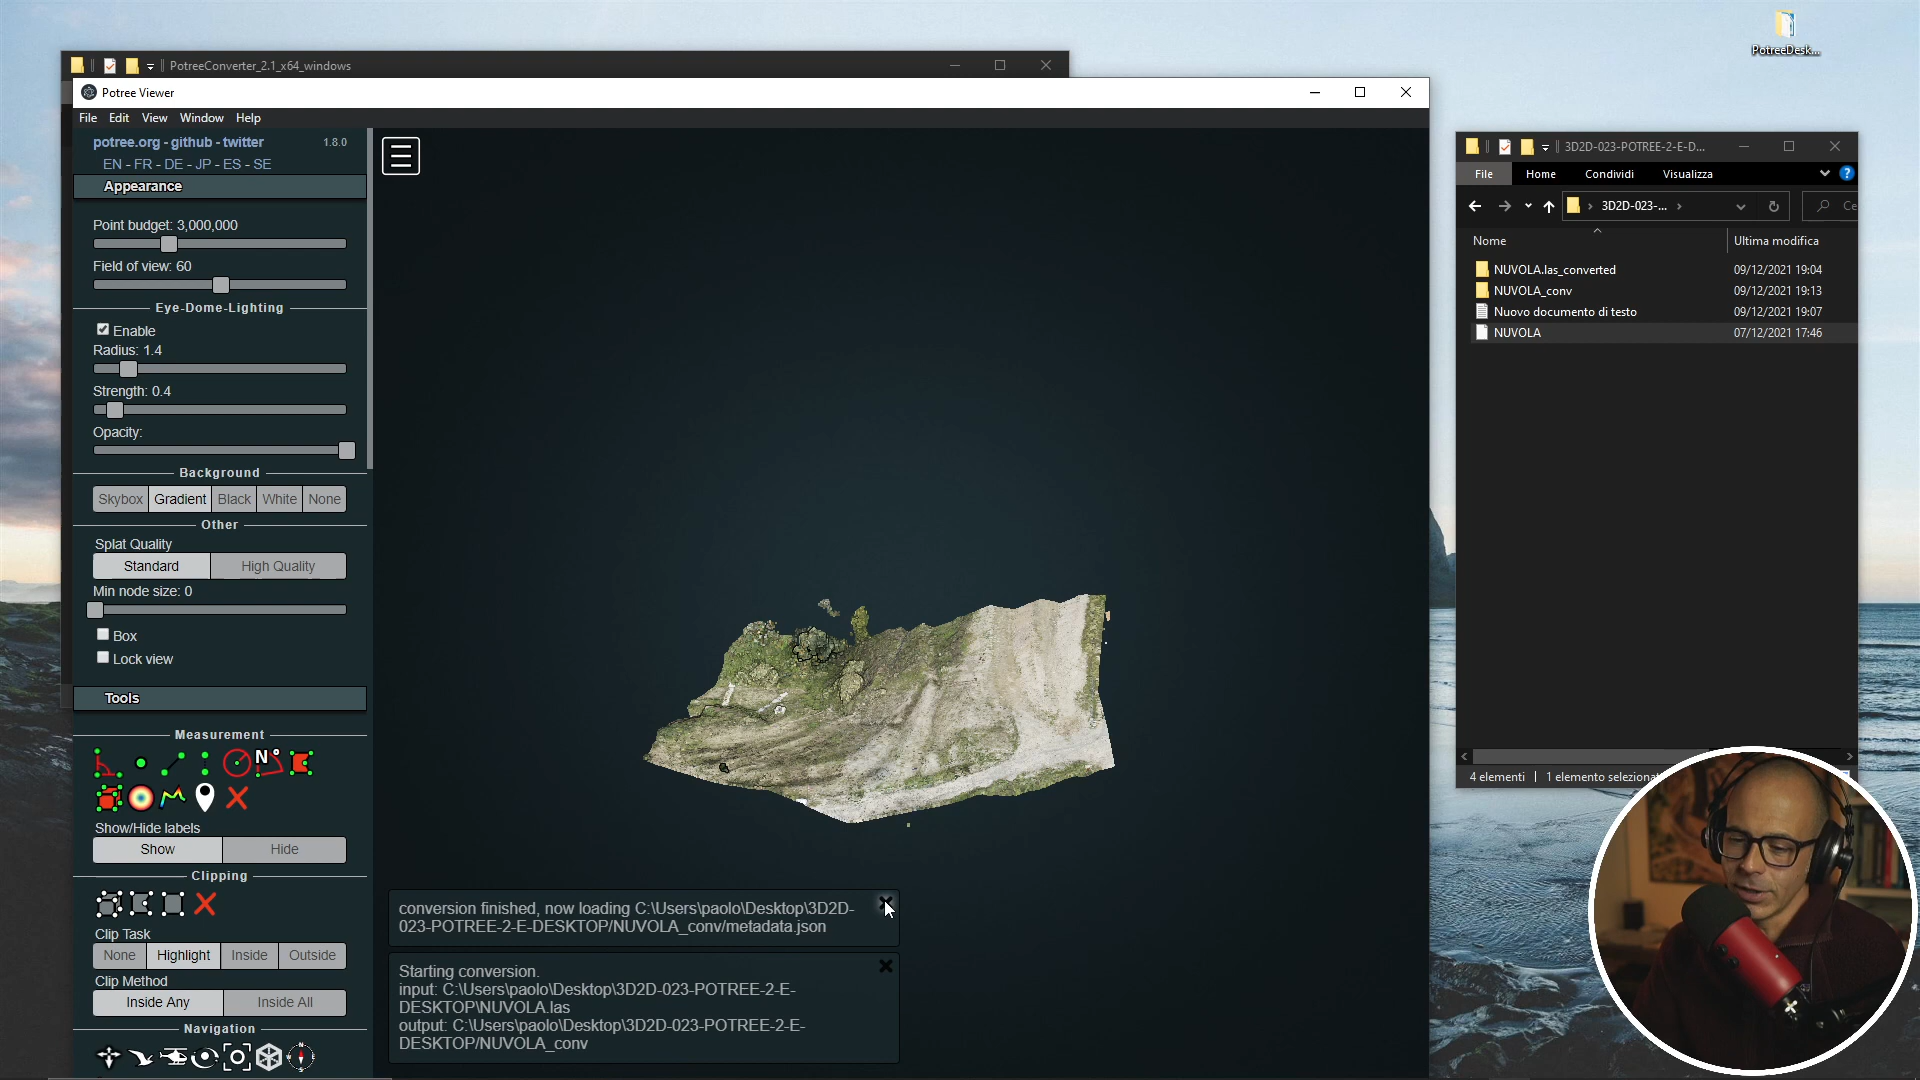 PotreeDesk...
PotreeConverter_2.1_x64_windows
Potree Viewer
File Edit View Window Help
potree.org - github - twitter 1.8.0
EN - FR - DE - JP - ES - SE
Appearance
Point budget: 3,000,000
Field of view: 60
Eye-Dome-Lighting
Enable
Radius: 1.4
Strength: 0.4
Opacity:
Background
Skybox Gradient Black White None
Other
Splat Quality
Standard High Quality
Min node size: 0
Box
Lock view
Tools
Measurement
N°
Show/Hide labels
Show Hide
Clipping
Clip Task
None Highlight Inside Outside
Clip Method
Inside Any Inside All
Navigation
N
conversion finished, now loading C:\Users\paolo\Desktop\3D2D-
023-POTREE-2-E-DESKTOP/NUVOLA_conv/metadata.json
Starting conversion.
input: C:\Users\paolo\Desktop\3D2D-023-POTREE-2-E-
DESKTOP\NUVOLA.las
output: C:\Users\paolo\Desktop\3D2D-023-POTREE-2-E-
DESKTOP/NUVOLA_conv
3D2D-023-POTREE-2-E-D...
File Home Condividi Visualizza
3D2D-023-... Ce
Nome Ultima modifica
NUVOLA.las_converted 09/12/2021 19:04
NUVOLA_conv 09/12/2021 19:13
Nuovo documento di testo 09/12/2021 19:07
NUVOLA 07/12/2021 17:46
4 elementi 1 elemento selezionat